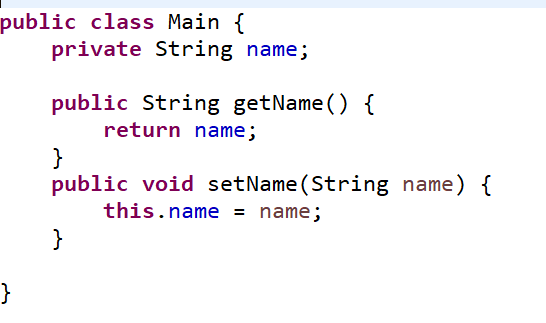 public class Main {
    private String name;

    public String getName() {
        return name;
    }
    public void setName(String name) {
        this.name = name;
    }

}